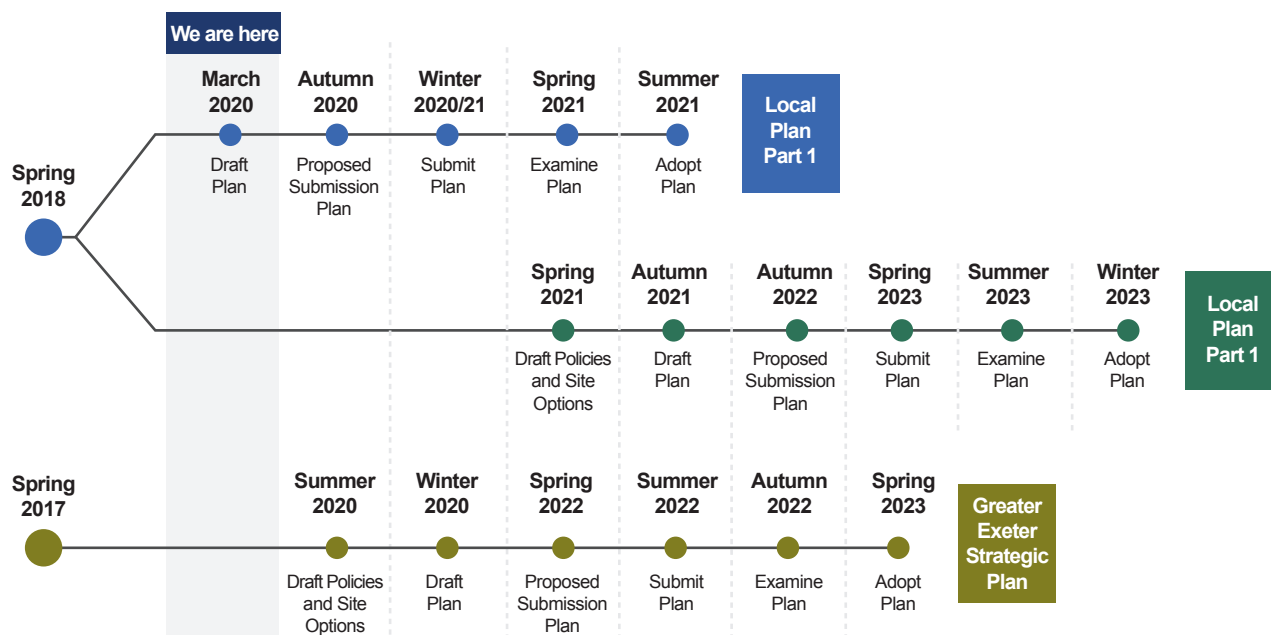 We are here
March
2020
Autumn
2020
Winter
2020/21
Spring
2021
Summer
2021
Local
Plan
Part 1
Draft
Plan
Proposed
Submission
Plan
Submit
Plan
Examine
Plan
Adopt
Plan
Spring
2018
Spring
2021
Autumn
2021
Autumn
2022
Spring
2023
Summer
2023
Winter
2023
Local
Plan
Part 1
Draft Policies
and Site
Options
Draft
Plan
Proposed
Submission
Plan
Submit
Plan
Examine
Plan
Adopt
Plan
Spring
2017
Summer
2020
Winter
2020
Spring
2022
Summer
2022
Autumn
2022
Spring
2023
Greater
Exeter
Strategic
Plan
Draft Policies
and Site
Options
Draft
Plan
Proposed
Submission
Plan
Submit
Plan
Examine
Plan
Adopt
Plan